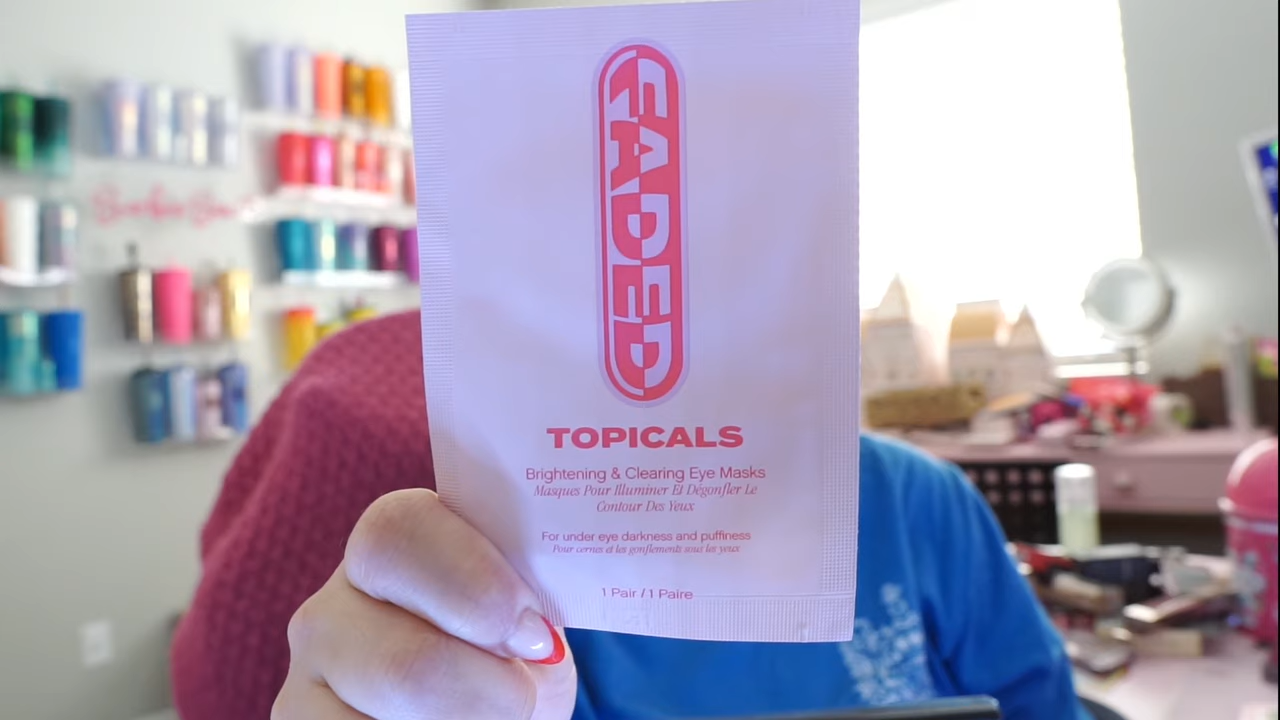 FADED
TOPICALS
Brightening & Clearing Eye Masks
Masques Pour Illuminer Et Dégonfler Le
Contour Des Yeux
For under eye darkness and puffiness
Pour cernes et les gonflements sous les yeux
1 Pair / 1 Paire